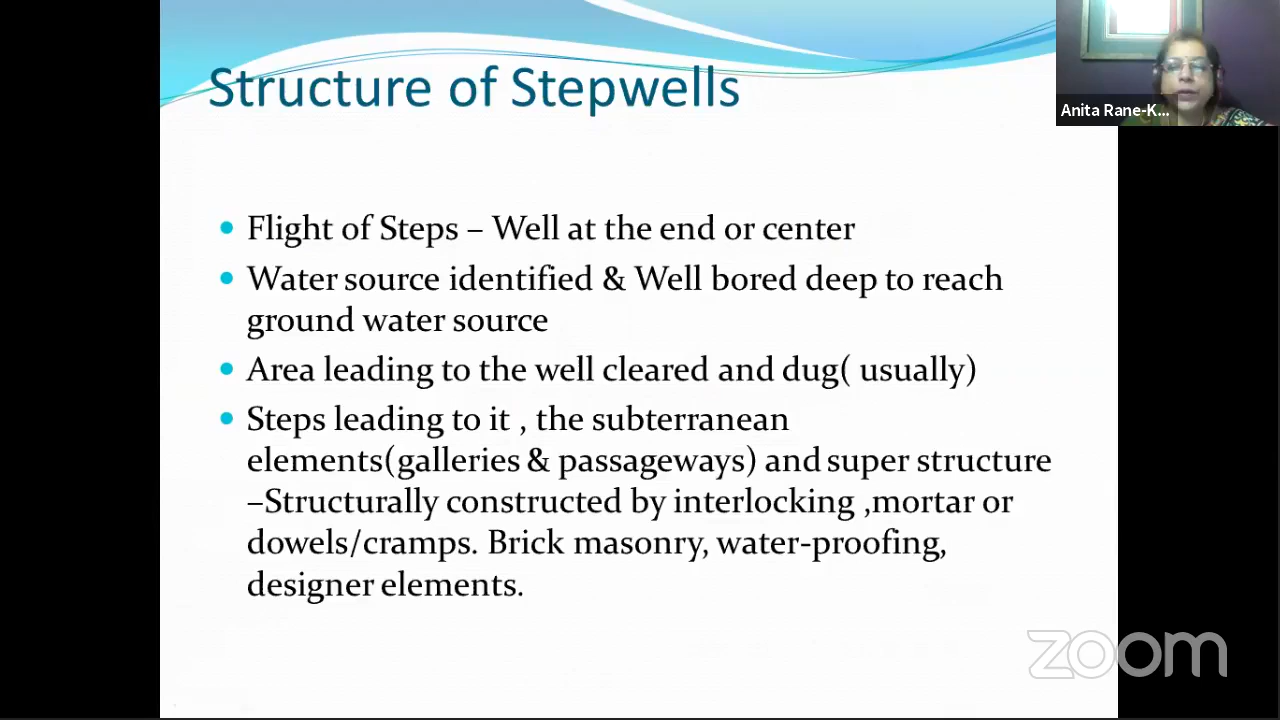 Structure of Stepwells
Anita Rane-K...
Flight of Steps – Well at the end or center
Water source identified & Well bored deep to reach
ground water source
Area leading to the well cleared and dug( usually)
Steps leading to it , the subterranean
elements(galleries & passageways) and super structure
–Structurally constructed by interlocking ,mortar or
dowels/cramps. Brick masonry, water-proofing,
designer elements.
zoom